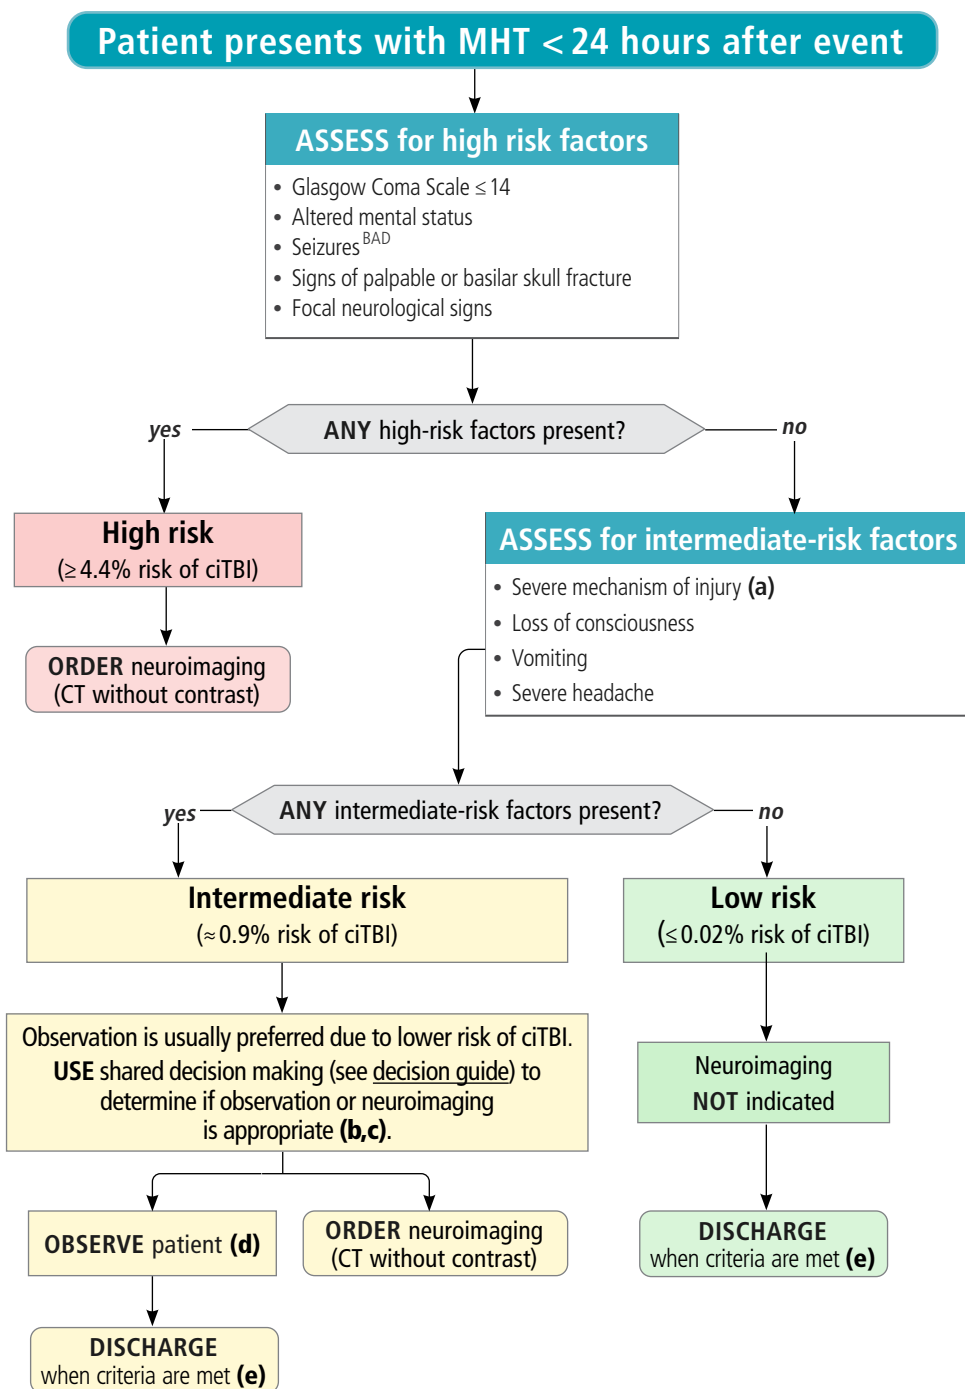 Patient presents with MHT < 24 hours after event
ASSESS for high risk factors
• Glasgow Coma Scale ≤ 14
• Altered mental status
• Seizures BAD
• Signs of palpable or basilar skull fracture
• Focal neurological signs
ANY high-risk factors present?
yes
no
High risk
(≥ 4.4% risk of ciTBI)
ORDER neuroimaging
(CT without contrast)
ASSESS for intermediate-risk factors
• Severe mechanism of injury (a)
• Loss of consciousness
• Vomiting
• Severe headache
ANY intermediate-risk factors present?
yes
no
Intermediate risk
(≈ 0.9% risk of ciTBI)
Low risk
(≤ 0.02% risk of ciTBI)
Observation is usually preferred due to lower risk of ciTBI.
USE shared decision making (see decision guide) to
determine if observation or neuroimaging
is appropriate (b,c).
Neuroimaging
NOT indicated
OBSERVE patient (d)
ORDER neuroimaging
(CT without contrast)
DISCHARGE
when criteria are met (e)
DISCHARGE
when criteria are met (e)